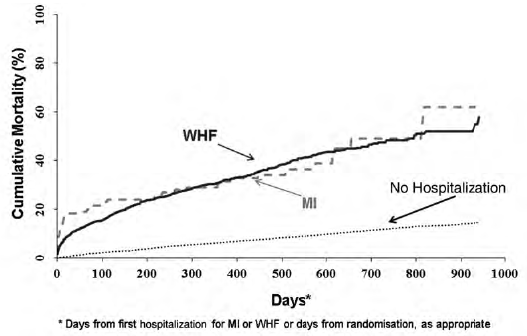 100
80
60
40
20
0
Cumulative Mortality (%)
WHF
MI
No Hospitalization
0 100 200 300 400 500 600 700 800 900 1000
Days*
* Days from first hospitalization for MI or WHF or days from randomisation, as appropriate